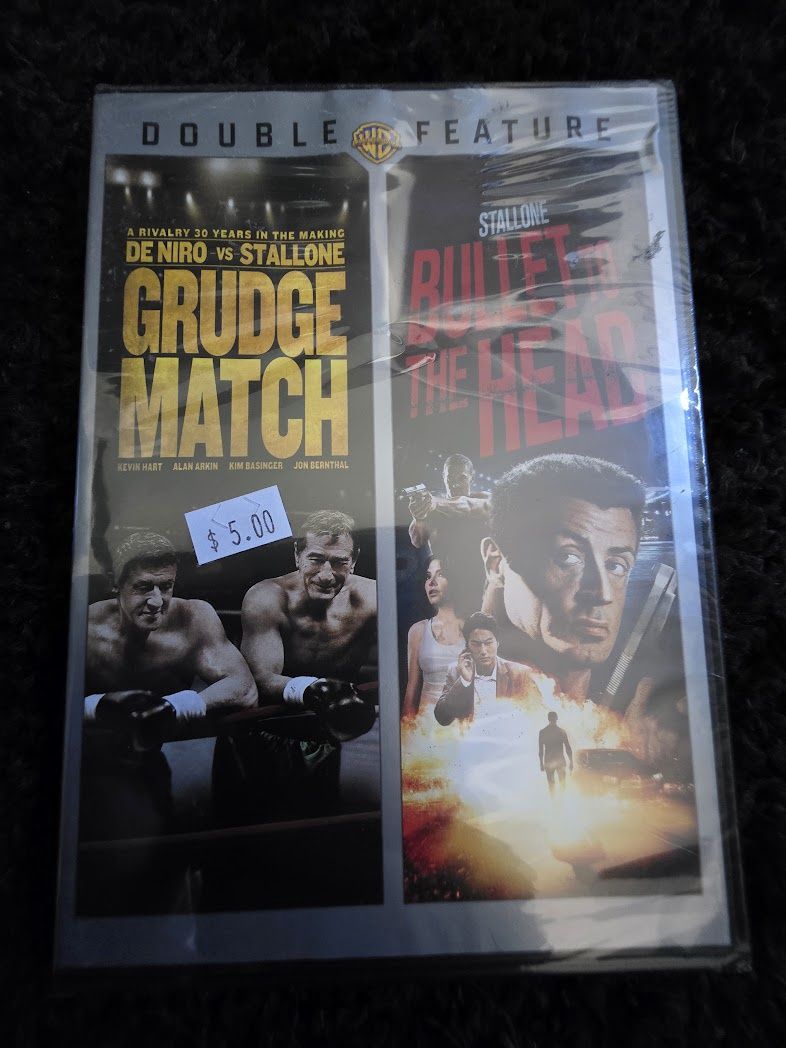 DOUBLE WB FEATURE
A RIVALRY 30 YEARS IN THE MAKING
DE NIRO VS STALLONE
GRUDGE
MATCH
KEVIN HART ALAN ARKIN KIM BASINGER JON BERNTHAL
$5.00
STALLONE
BULLET TO
THE HEAD